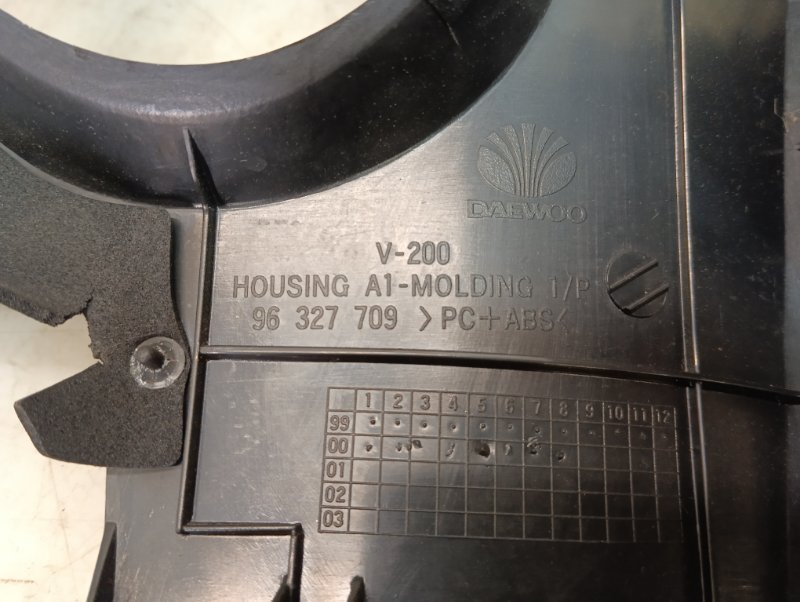 DAEWOO
V-200
HOUSING A1-MOLDING 1/P
96 327 709 >PC+ABS<
1 2 3 4 5 6 7 8 9 10 11 12
99
00
01
02
03